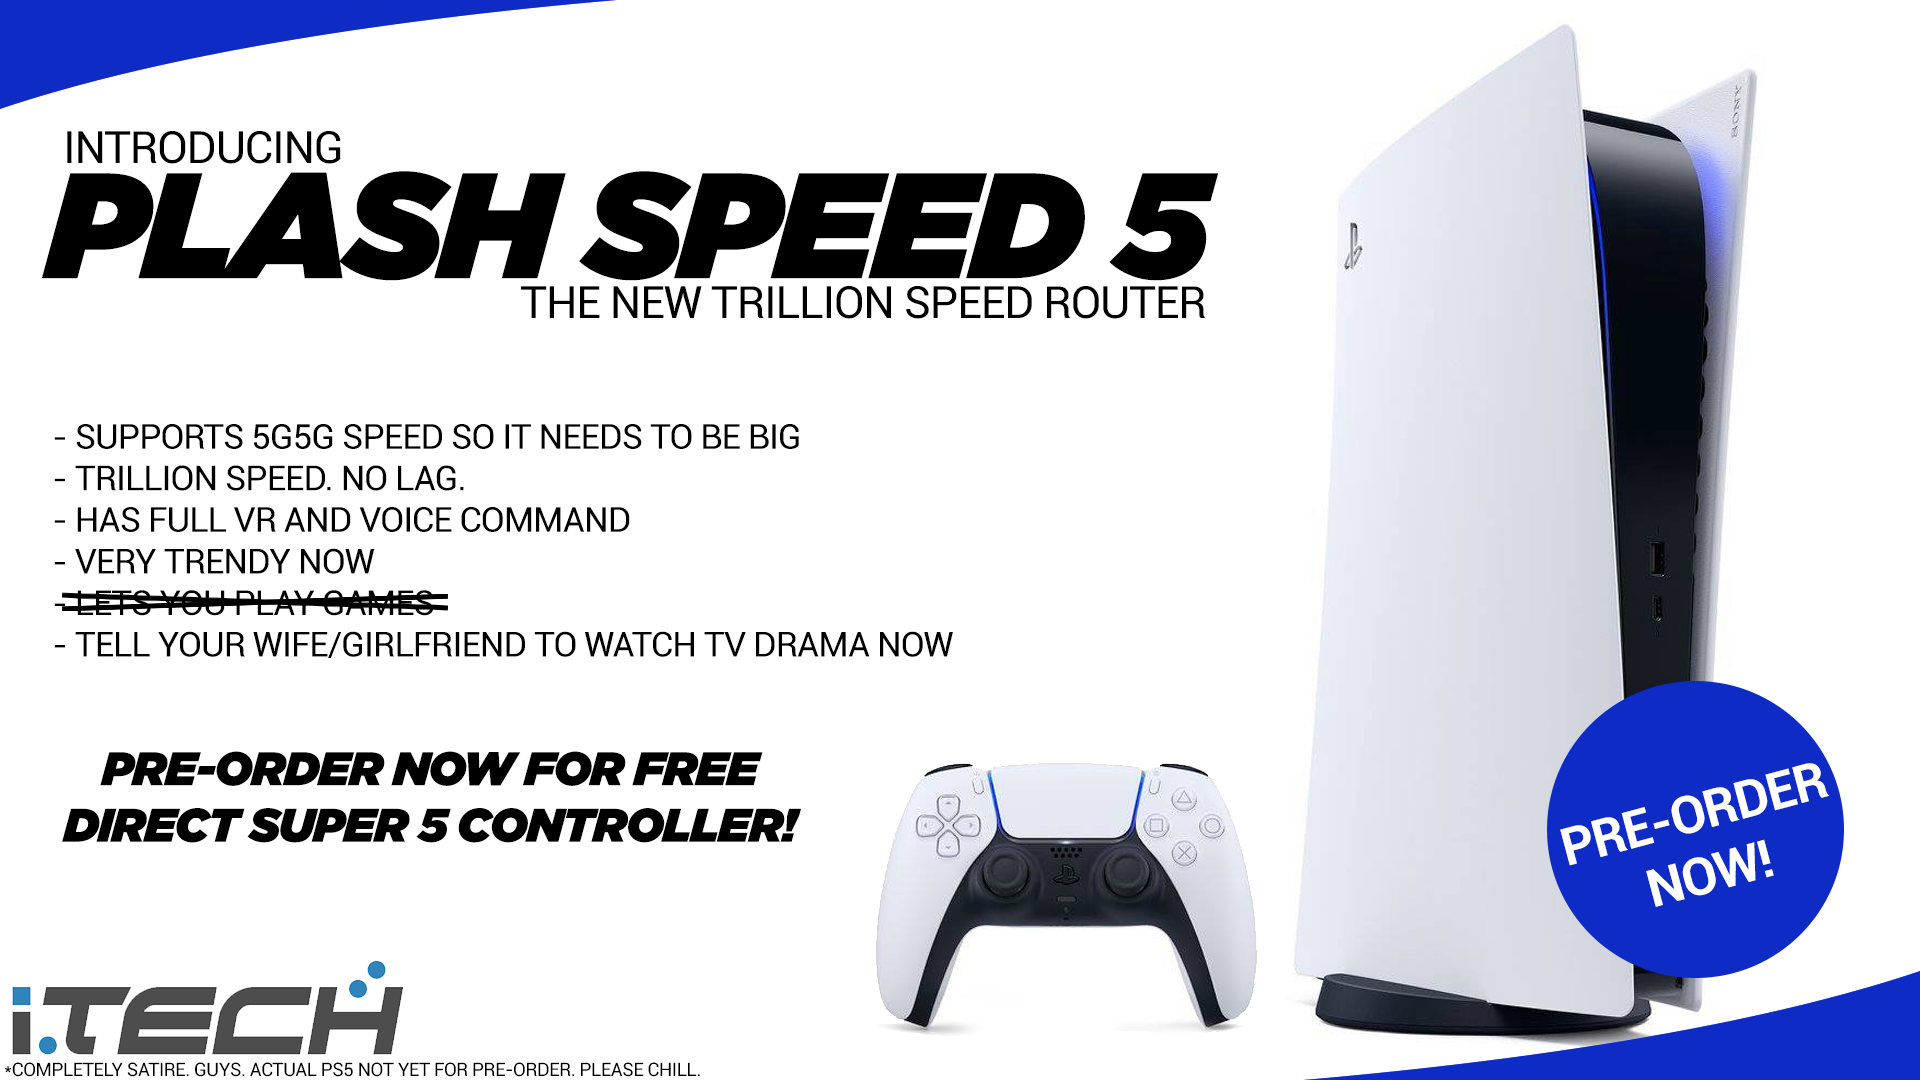 INTRODUCING
PLASH SPEED 5
THE NEW TRILLION SPEED ROUTER
- SUPPORTS 5G5G SPEED SO IT NEEDS TO BE BIG
- TRILLION SPEED. NO LAG.
- HAS FULL VR AND VOICE COMMAND
- VERY TRENDY NOW
- LETS YOU PLAY GAMES
- TELL YOUR WIFE/GIRLFRIEND TO WATCH TV DRAMA NOW
PRE-ORDER NOW FOR FREE
DIRECT SUPER 5 CONTROLLER!
SONY
PRE-ORDER
NOW!
i.TECH
*COMPLETELY SATIRE. GUYS. ACTUAL PS5 NOT YET FOR PRE-ORDER. PLEASE CHILL.